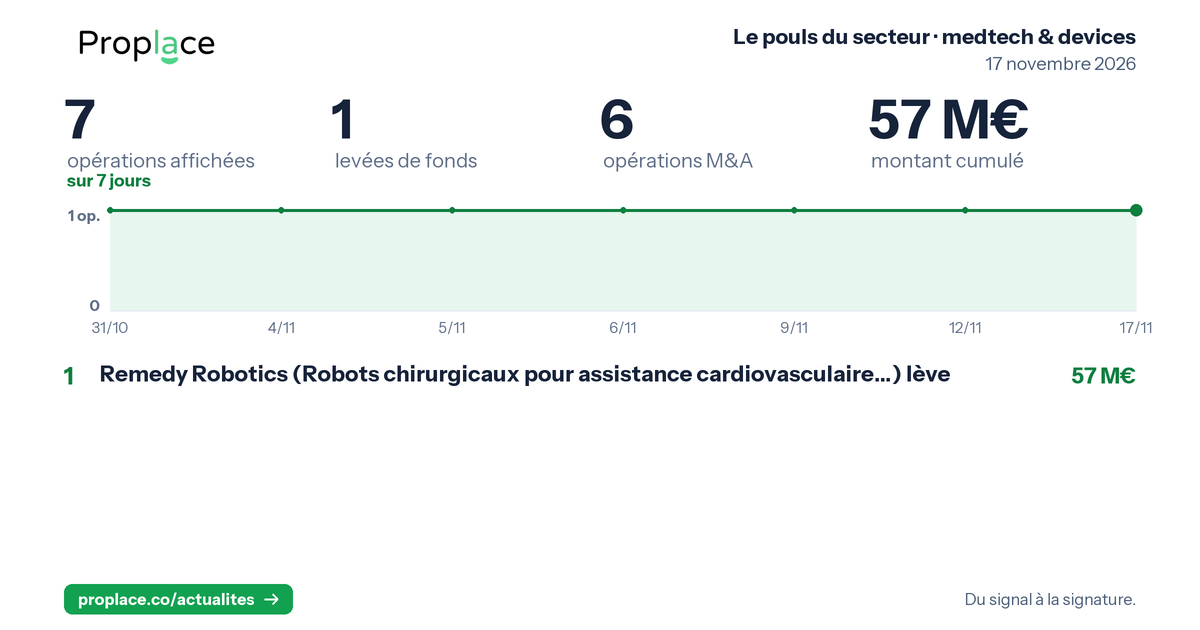 Proplace
Le pouls du secteur · medtech & devices
17 novembre 2026
7
opérations affichées
sur 7 jours
1
levées de fonds
6
opérations M&A
57 M€
montant cumulé
1 op.
0
31/10 4/11 5/11 6/11 9/11 12/11 17/11
1 Remedy Robotics (Robots chirurgicaux pour assistance cardiovasculaire...) lève 57 M€
proplace.co/actualites →
Du signal à la signature.